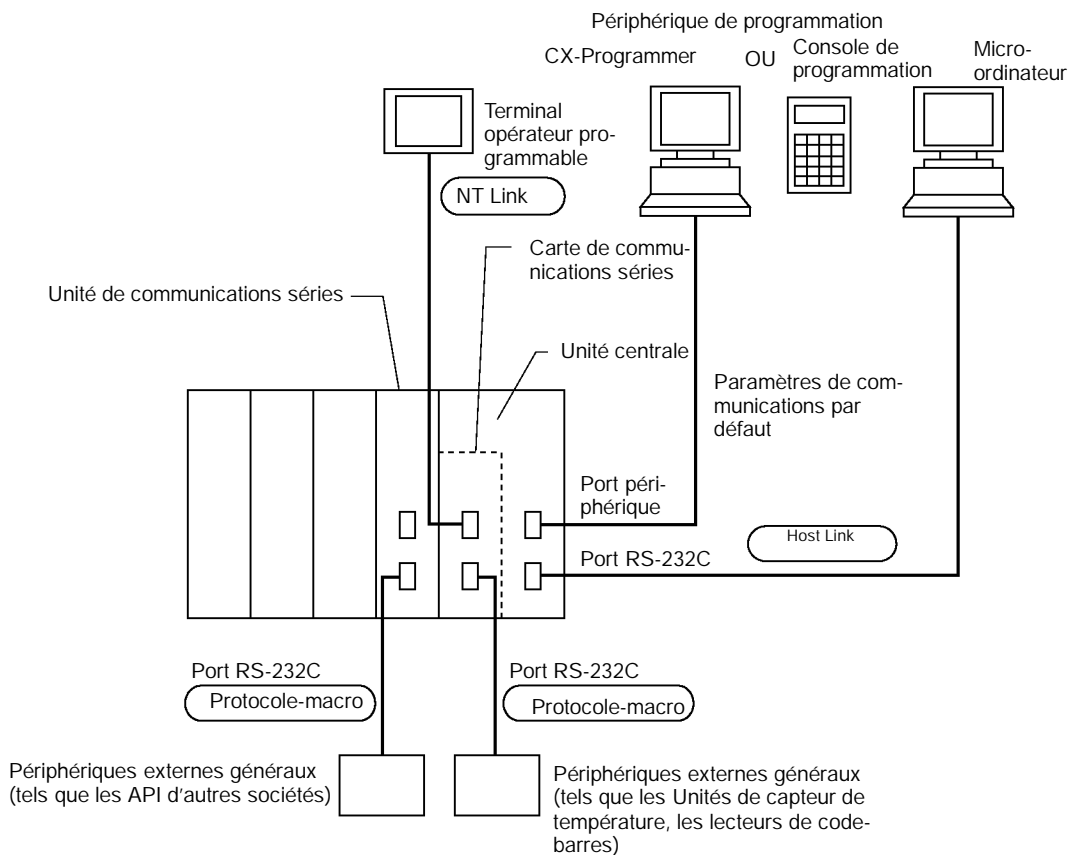 Périphérique de programmation
CX-Programmer
OU
Console de
programmation
Micro-
ordinateur
Terminal
opérateur pro-
grammable
NT Link
Carte de commu-
nications séries
Unité de communications séries
Unité centrale
Paramètres de com-
munications par
défaut
Port péri-
phérique
Host Link
Port RS-232C
Port RS-232C
Protocole-macro
Port RS-232C
Protocole-macro
Périphériques externes généraux
(tels que les API d'autres sociétés)
Périphériques externes généraux
(tels que les Unités de capteur de
température, les lecteurs de code-
barres)